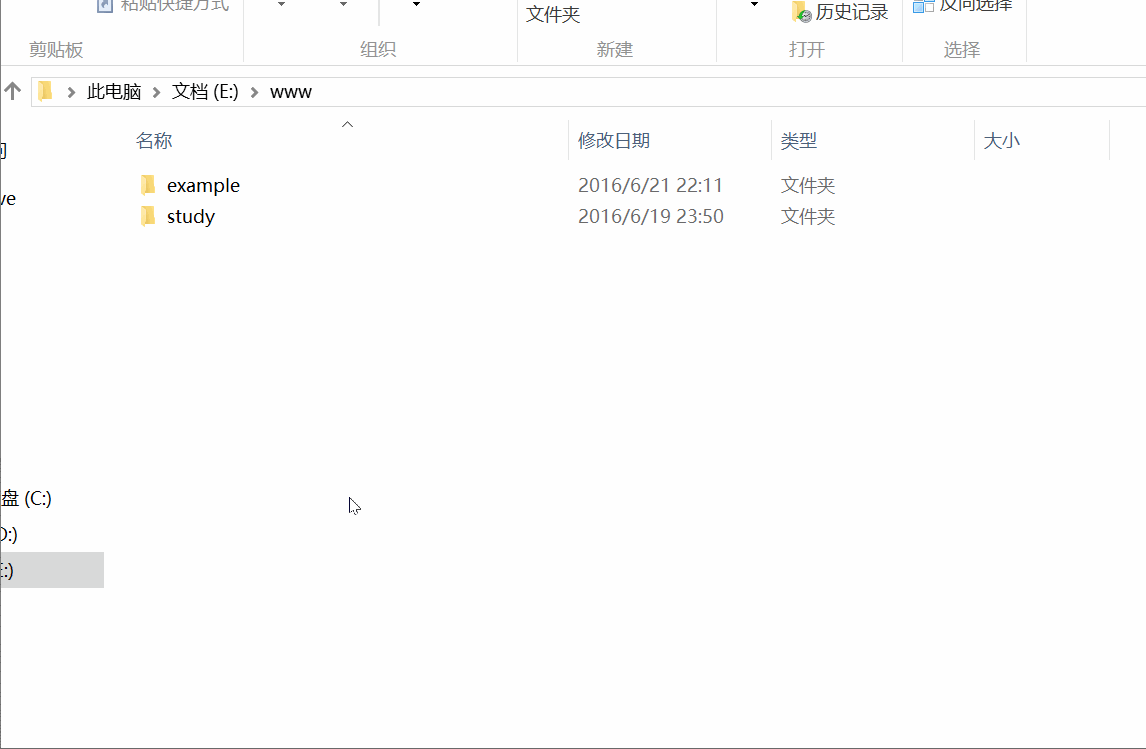 粘贴快捷方式
文件夹
历史记录
反向选择
剪贴板 组织 新建 打开 选择
此电脑 文档 (E:) www
名称 修改日期 类型 大小
example 2016/6/21 22:11 文件夹
ve
study 2016/6/19 23:50 文件夹
盘 (C:)
:)
:)